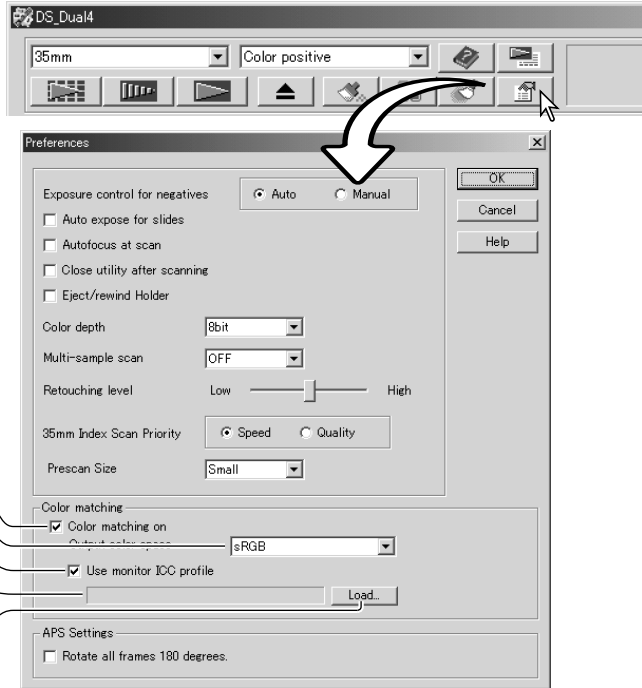 DS_Dual4
35mm Color positive
Preferences
Exposure control for negatives Auto Manual
Auto expose for slides
Autofocus at scan
Close utility after scanning
Eject/rewind Holder
Color depth 8bit
Multi-sample scan OFF
Retouching level Low High
35mm Index Scan Priority Speed Quality
Prescan Size Small
OK
Cancel
Help
Color matching
Color matching on
Output color space sRGB
Use monitor ICC profile
Load...
APS Settings
Rotate all frames 180 degrees.